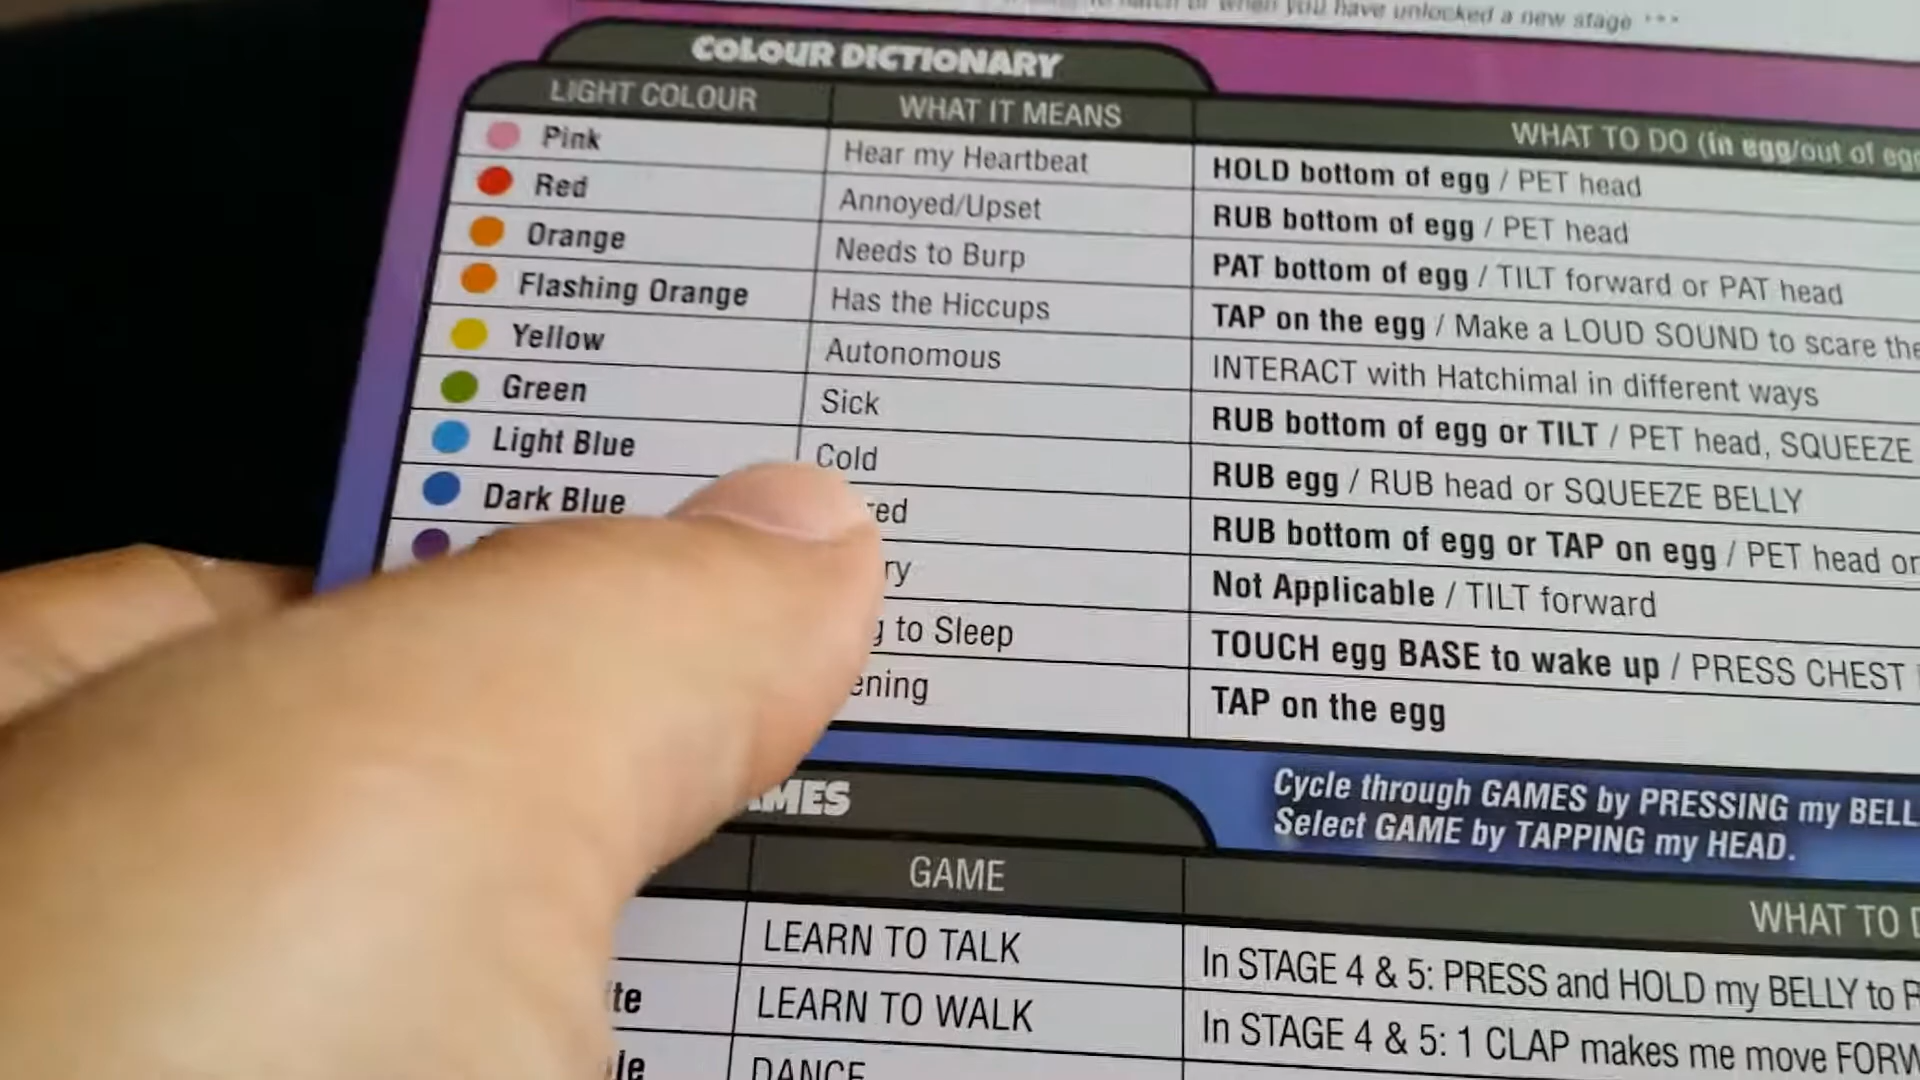 when you have unlocked a new stage ***
COLOUR DICTIONARY
LIGHT COLOUR WHAT IT MEANS WHAT TO DO (In egg/out of egg
Pink Hear my Heartbeat HOLD bottom of egg / PET head
Red Annoyed/Upset RUB bottom of egg / PET head
Orange Needs to Burp PAT bottom of egg / TILT forward or PAT head
Flashing Orange Has the Hiccups TAP on the egg / Make a LOUD SOUND to scare the
Yellow Autonomous INTERACT with Hatchimal in different ways
Green Sick RUB bottom of egg or TILT / PET head, SQUEEZE
Light Blue Cold RUB egg / RUB head or SQUEEZE BELLY
Dark Blue red RUB bottom of egg or TAP on egg / PET head or
ry Not Applicable / TILT forward
g to Sleep TOUCH egg BASE to wake up / PRESS CHEST
ening TAP on the egg
AMES
Cycle through GAMES by PRESSING my BELL
Select GAME by TAPPING my HEAD.
GAME WHAT TO D
LEARN TO TALK In STAGE 4 & 5: PRESS and HOLD my BELLY to R
te LEARN TO WALK In STAGE 4 & 5: 1 CLAP makes me move FORW
le DANCE